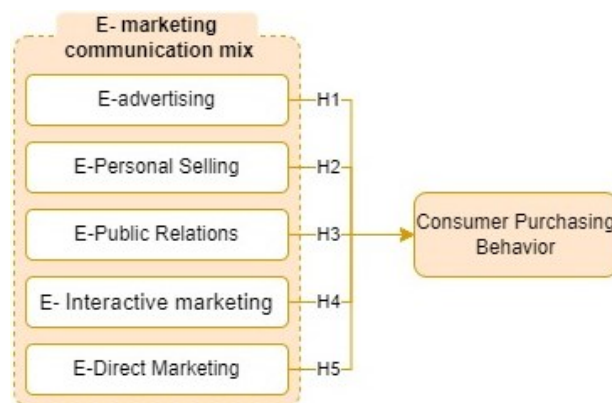 E- marketing
communication mix
E-advertising
H1
E-Personal Selling
H2
E-Public Relations
H3
E- Interactive marketing
H4
E-Direct Marketing
H5
Consumer Purchasing
Behavior